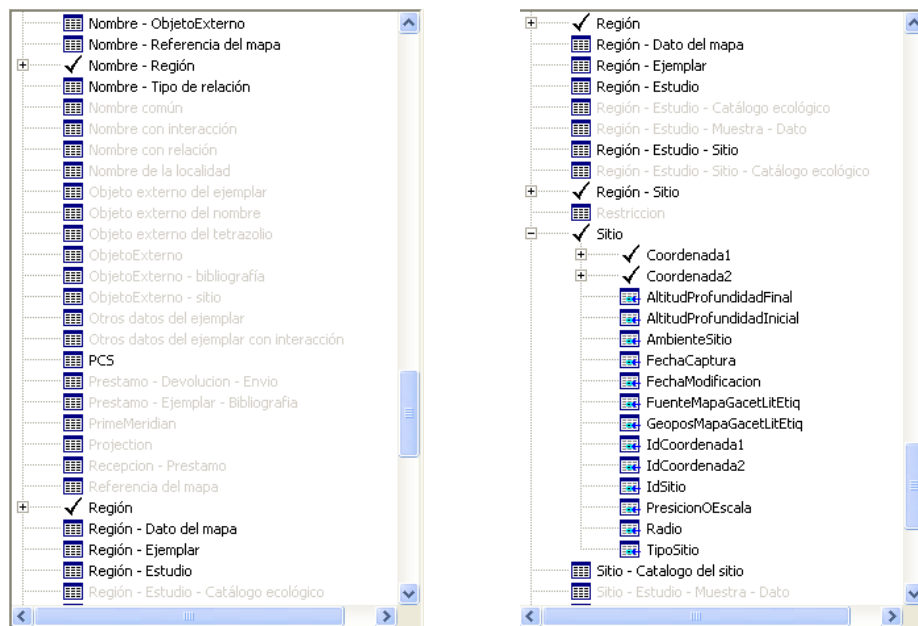 Nombre - ObjetoExterno
Nombre - Referencia del mapa
Nombre - Región
Nombre - Tipo de relación
Nombre común
Nombre con interacción
Nombre con relación
Nombre de la localidad
Objeto externo del ejemplar
Objeto externo del nombre
Objeto externo del tetrazolio
ObjetoExterno
ObjetoExterno - bibliografía
ObjetoExterno - sitio
Otros datos del ejemplar
Otros datos del ejemplar con interacción
PCS
Prestamo - Devolucion - Envio
Prestamo - Ejemplar - Bibliografia
PrimeMeridian
Projection
Recepcion - Prestamo
Referencia del mapa
Región
Región - Dato del mapa
Región - Ejemplar
Región - Estudio
Región - Estudio - Catálogo ecológico
Región
Región - Dato del mapa
Región - Ejemplar
Región - Estudio
Región - Estudio - Catálogo ecológico
Región - Estudio - Muestra - Dato
Región - Estudio - Sitio
Región - Estudio - Sitio - Catálogo ecológico
Región - Sitio
Restriccion
Sitio
Coordenada1
Coordenada2
AltitudProfundidadFinal
AltitudProfundidadInicial
AmbienteSitio
FechaCaptura
FechaModificacion
FuenteMapaGacetLitEtiq
GeoposMapaGacetLitEtiq
IdCoordenada1
IdCoordenada2
IdSitio
PresicionOEscala
Radio
TipoSitio
Sitio - Catalogo del sitio
Sitio - Estudio - Muestra - Dato